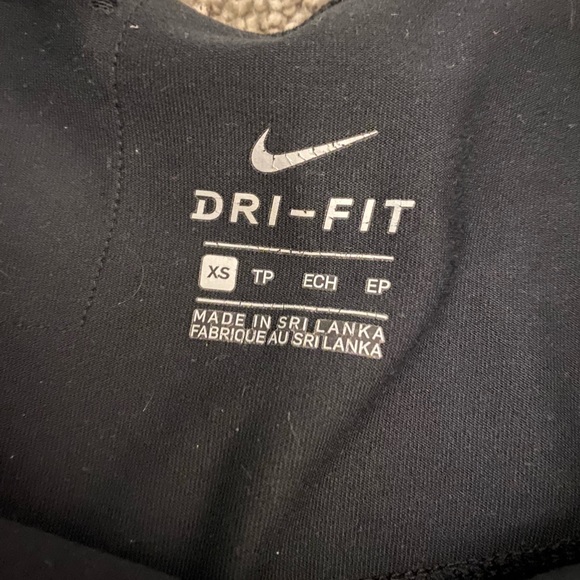 DRI-FIT
XS TP ECH EP
MADE IN SRI LANKA
FABRIQUE AU SRI LANKA